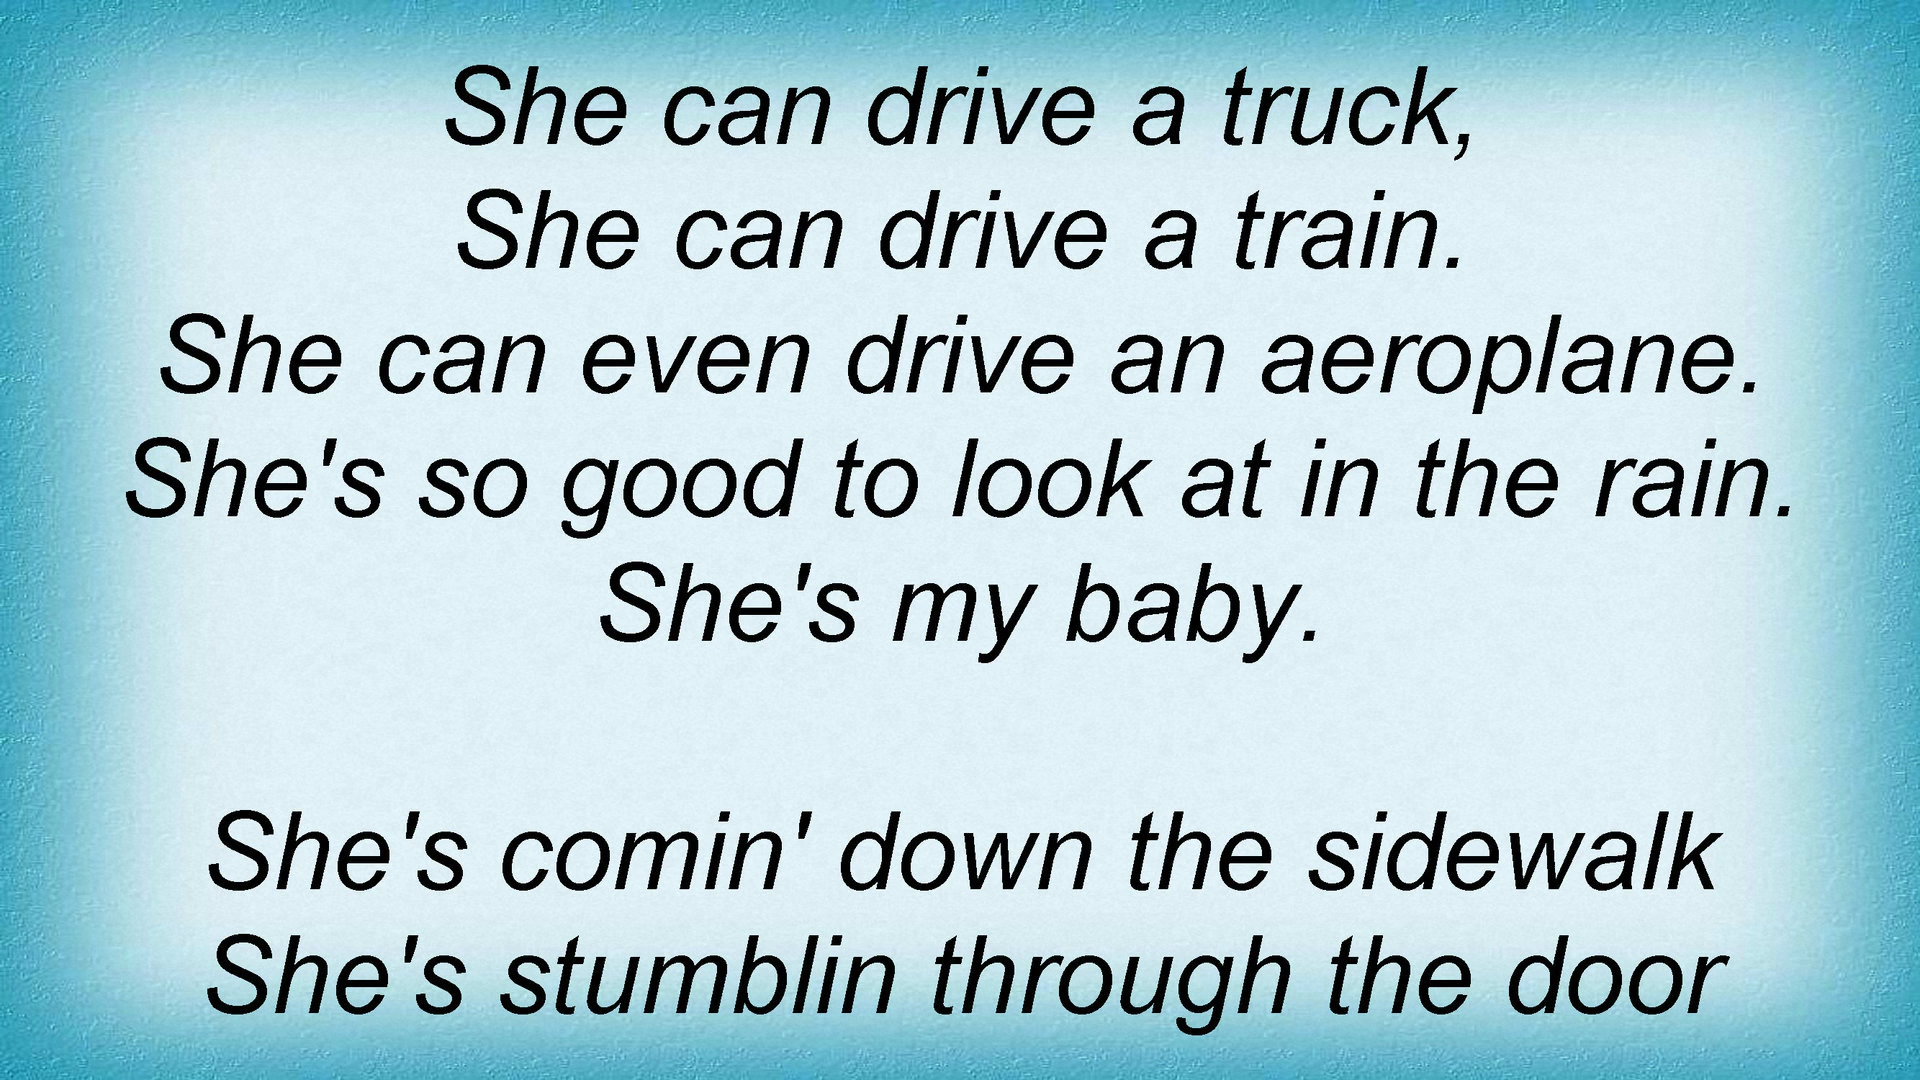 She can drive a truck,
She can drive a train.
She can even drive an aeroplane.
She's so good to look at in the rain.
She's my baby.
She's comin' down the sidewalk
She's stumblin through the door